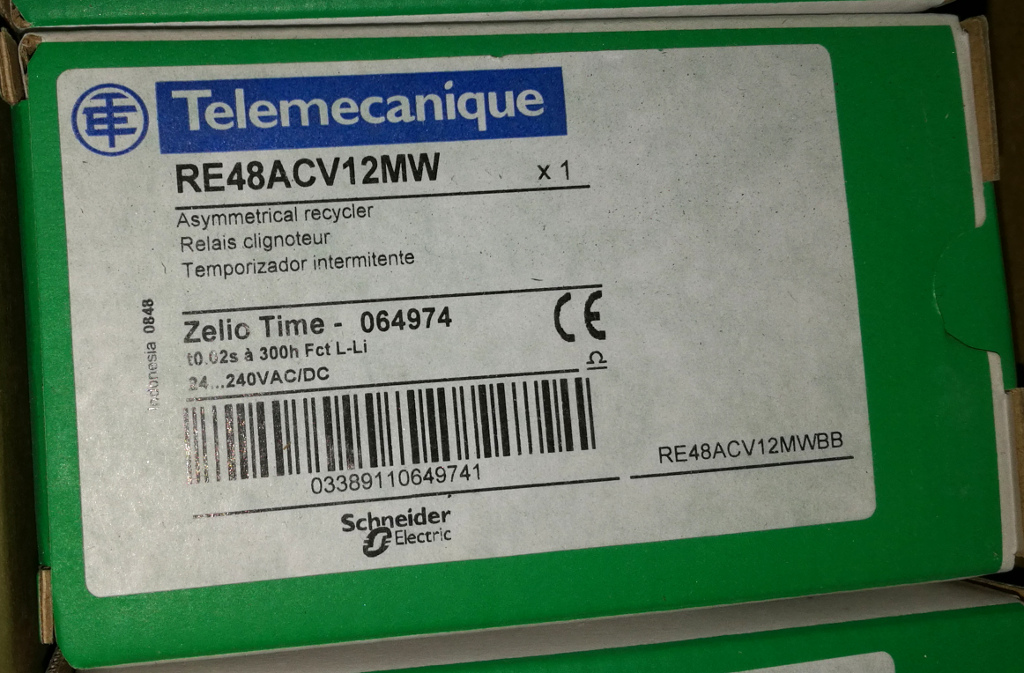 Telemecanique
RE48ACV12MW x 1
Asymmetrical recycler
Relais clignoteur
Temporizador intermitente
Indonesia 0848
Zelio Time - 064974
t0.02s à 300h Fct L-Li
24...240VAC/DC
CE
Ω
03389110649741
RE48ACV12MWBB
Schneider
Electric